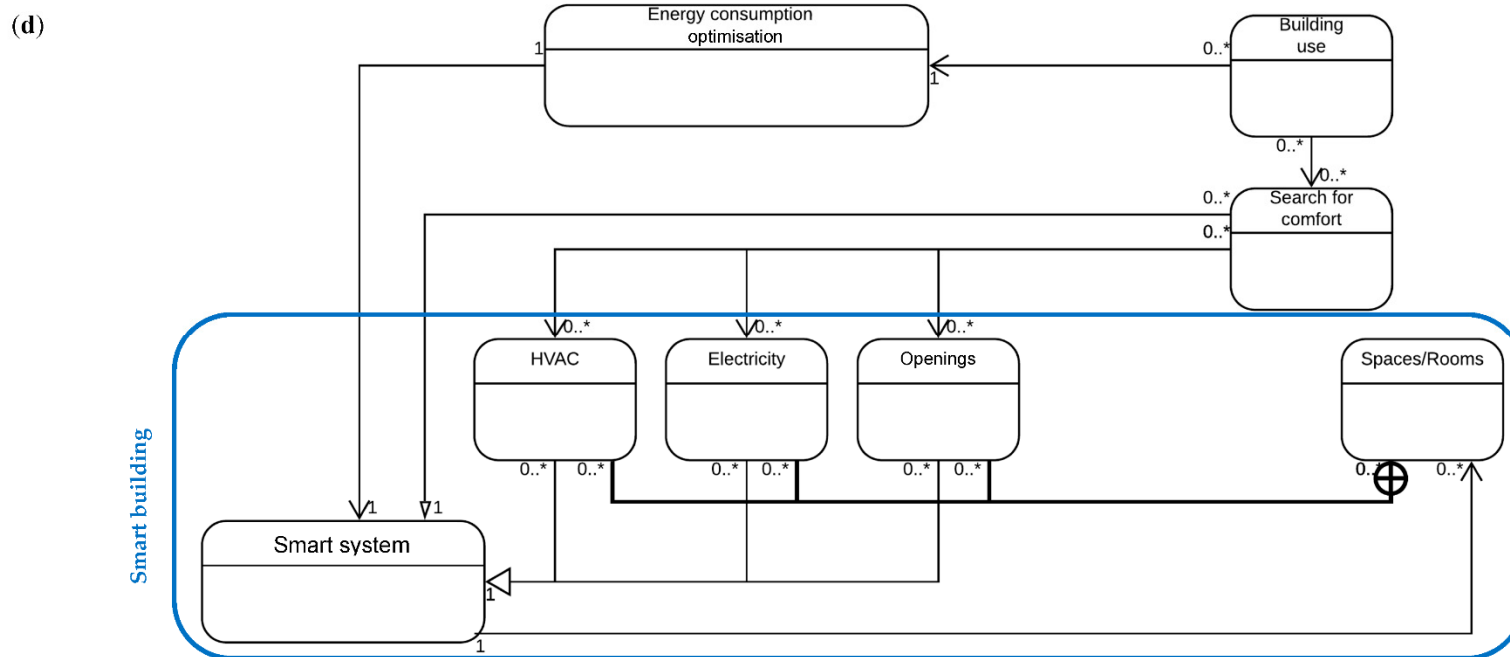 (d)
Energy consumption
optimisation
Building
use
1
0..*
1
0..*
0..*
0..*
Search for
comfort
0..*
0..* 0..* 0..*
HVAC Electricity Openings Spaces/Rooms
0..* 0..* 0..* 0..* 0..* 0..* 0..* 0..*
Smart building
1 1
Smart system
1
1